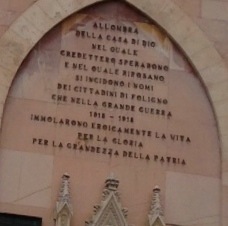 ALL'OMBRA
DELLA CASA DI DIO
NEL QUALE
CREDETTERO SPERARONO
E NEL QUALE RIPOSANO
SI INCIDONO I NOMI
DEI CITTADINI DI FOLIGNO
CHE NELLA GRANDE GUERRA
1915 - 1918
IMMOLARONO EROICAMENTE LA VITA
PER LA GLORIA
PER LA GRANDEZZA DELLA PATRIA